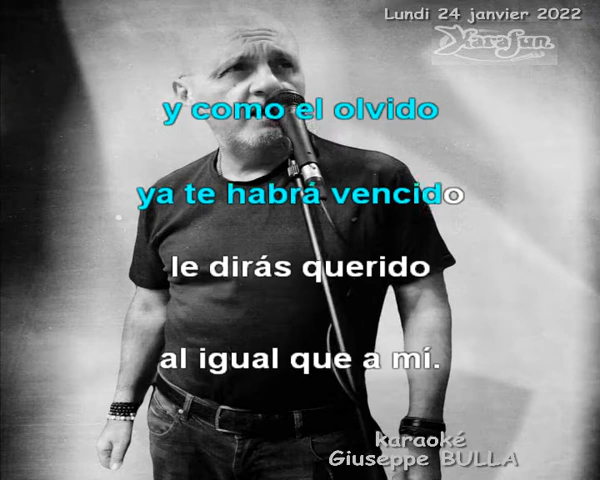 Lundi 24 janvier 2022
KaraFun
y como el olvido
ya te habrá vencido
le dirás querido
al igual que a mí.
karaoké
Giuseppe BULLA